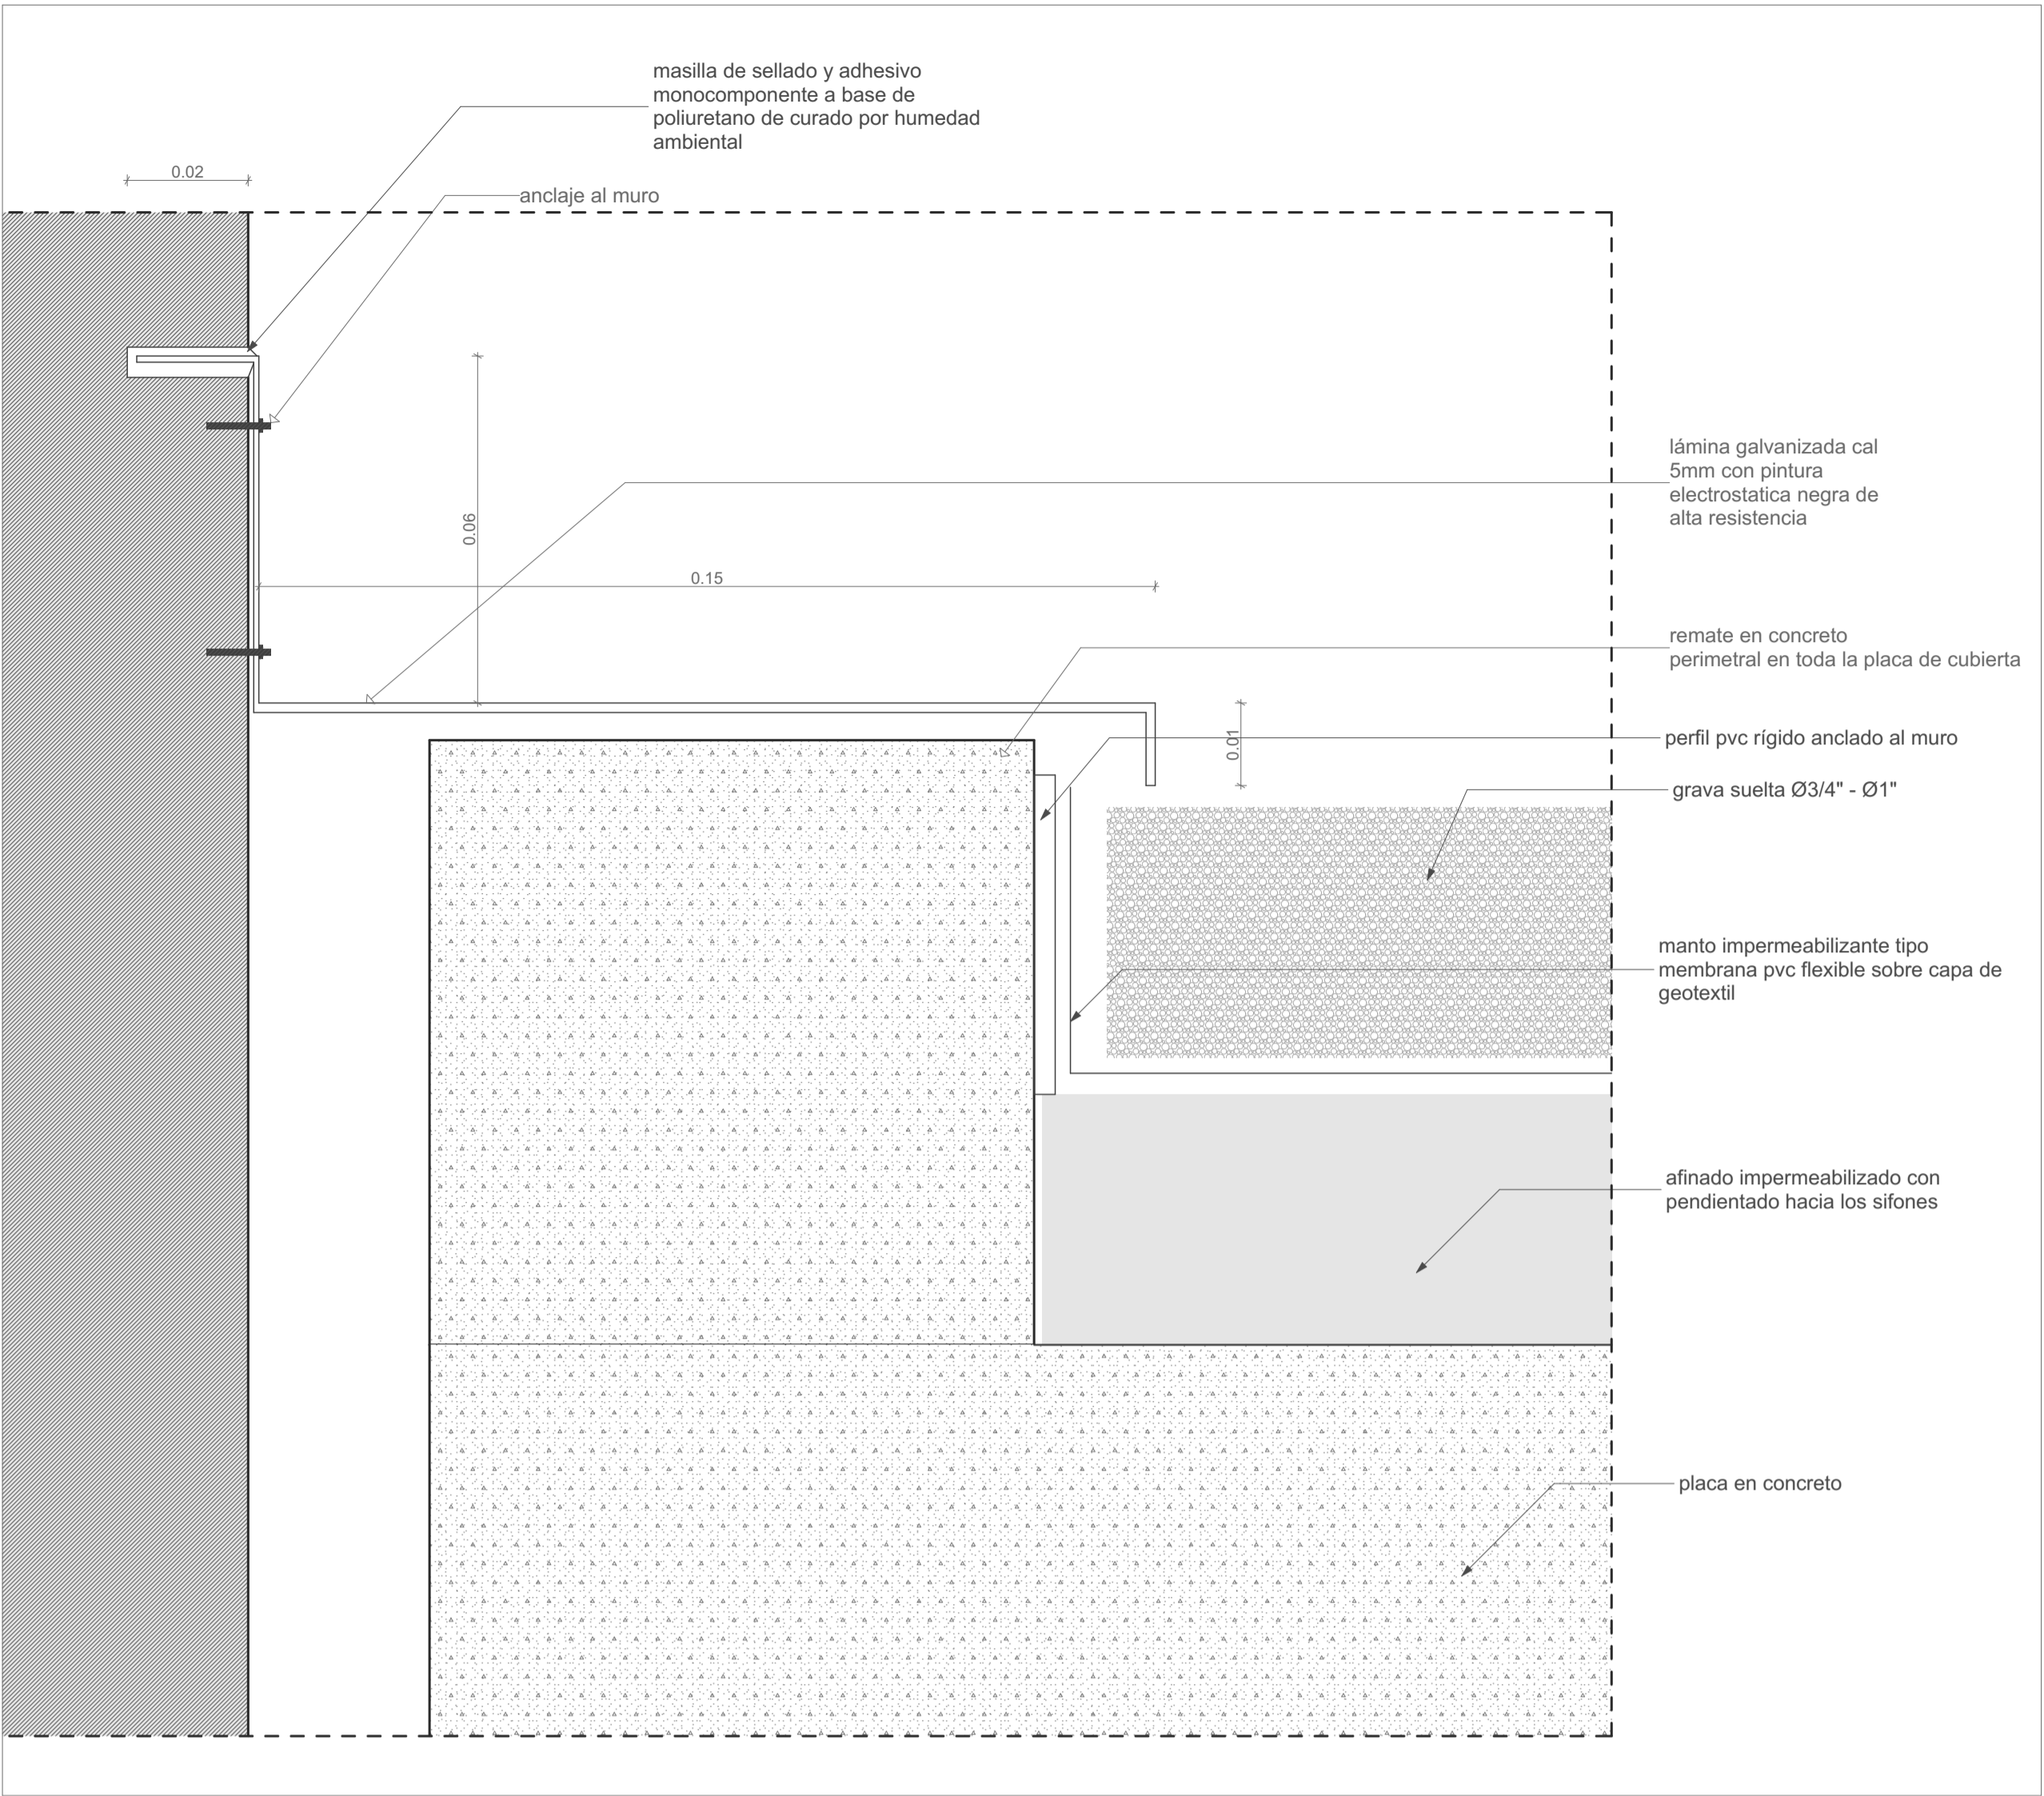 masilla de sellado y adhesivo
monocomponente a base de
poliuretano de curado por humedad
ambiental
0.02
anclaje al muro
lámina galvanizada cal
5mm con pintura
electrostatica negra de
alta resistencia
0.06
0.15
remate en concreto
perimetral en toda la placa de cubierta
0.01
perfil pvc rígido anclado al muro
grava suelta Ø3/4" - Ø1"
manto impermeabilizante tipo
membrana pvc flexible sobre capa de
geotextil
afinado impermeabilizado con
pendientado hacia los sifones
placa en concreto